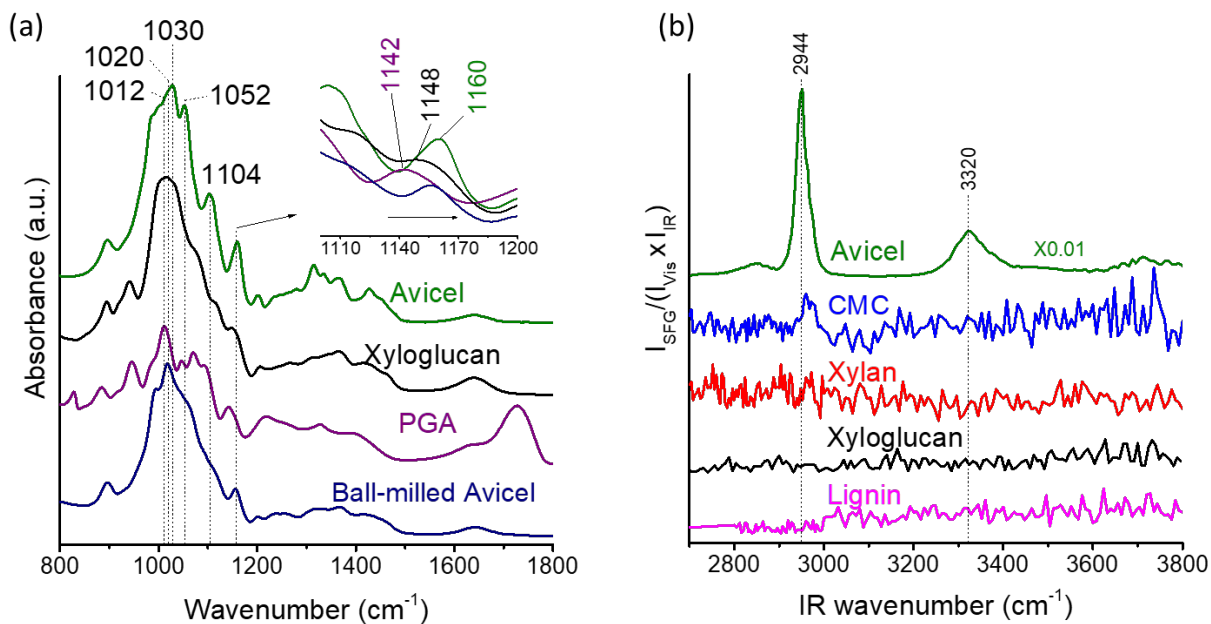 (a)
1030
1020
1012
1052
1104
1142
1148
1160
1110 1140 1170 1200
Avicel
Xyloglucan
PGA
Ball-milled Avicel
Absorbance (a.u.)
800 1000 1200 1400 1600 1800
Wavenumber (cm⁻¹)
(b)
2944
3320
Avicel
X0.01
CMC
Xylan
Xyloglucan
Lignin
I_SFG/(I_Vis x I_IR)
2800 3000 3200 3400 3600 3800
IR wavenumber (cm⁻¹)